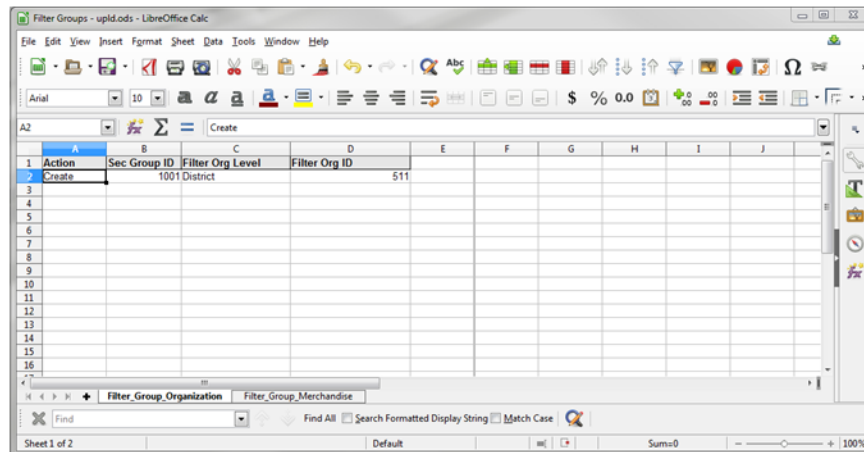 Filter Groups - upld.ods - LibreOffice Calc
File Edit View Insert Format Sheet Data Tools Window Help
Arial 10 $ % 0.0
A2 Create
A B C D E F G H I J
1 Action Sec Group ID Filter Org Level Filter Org ID
2 Create 1001 District 511
3
4
5
6
7
8
9
10
11
12
13
14
15
16
Filter_Group_Organization Filter_Group_Merchandise
Find Find All Search Formatted Display String Match Case
Sheet 1 of 2 Default Sum=0 100%